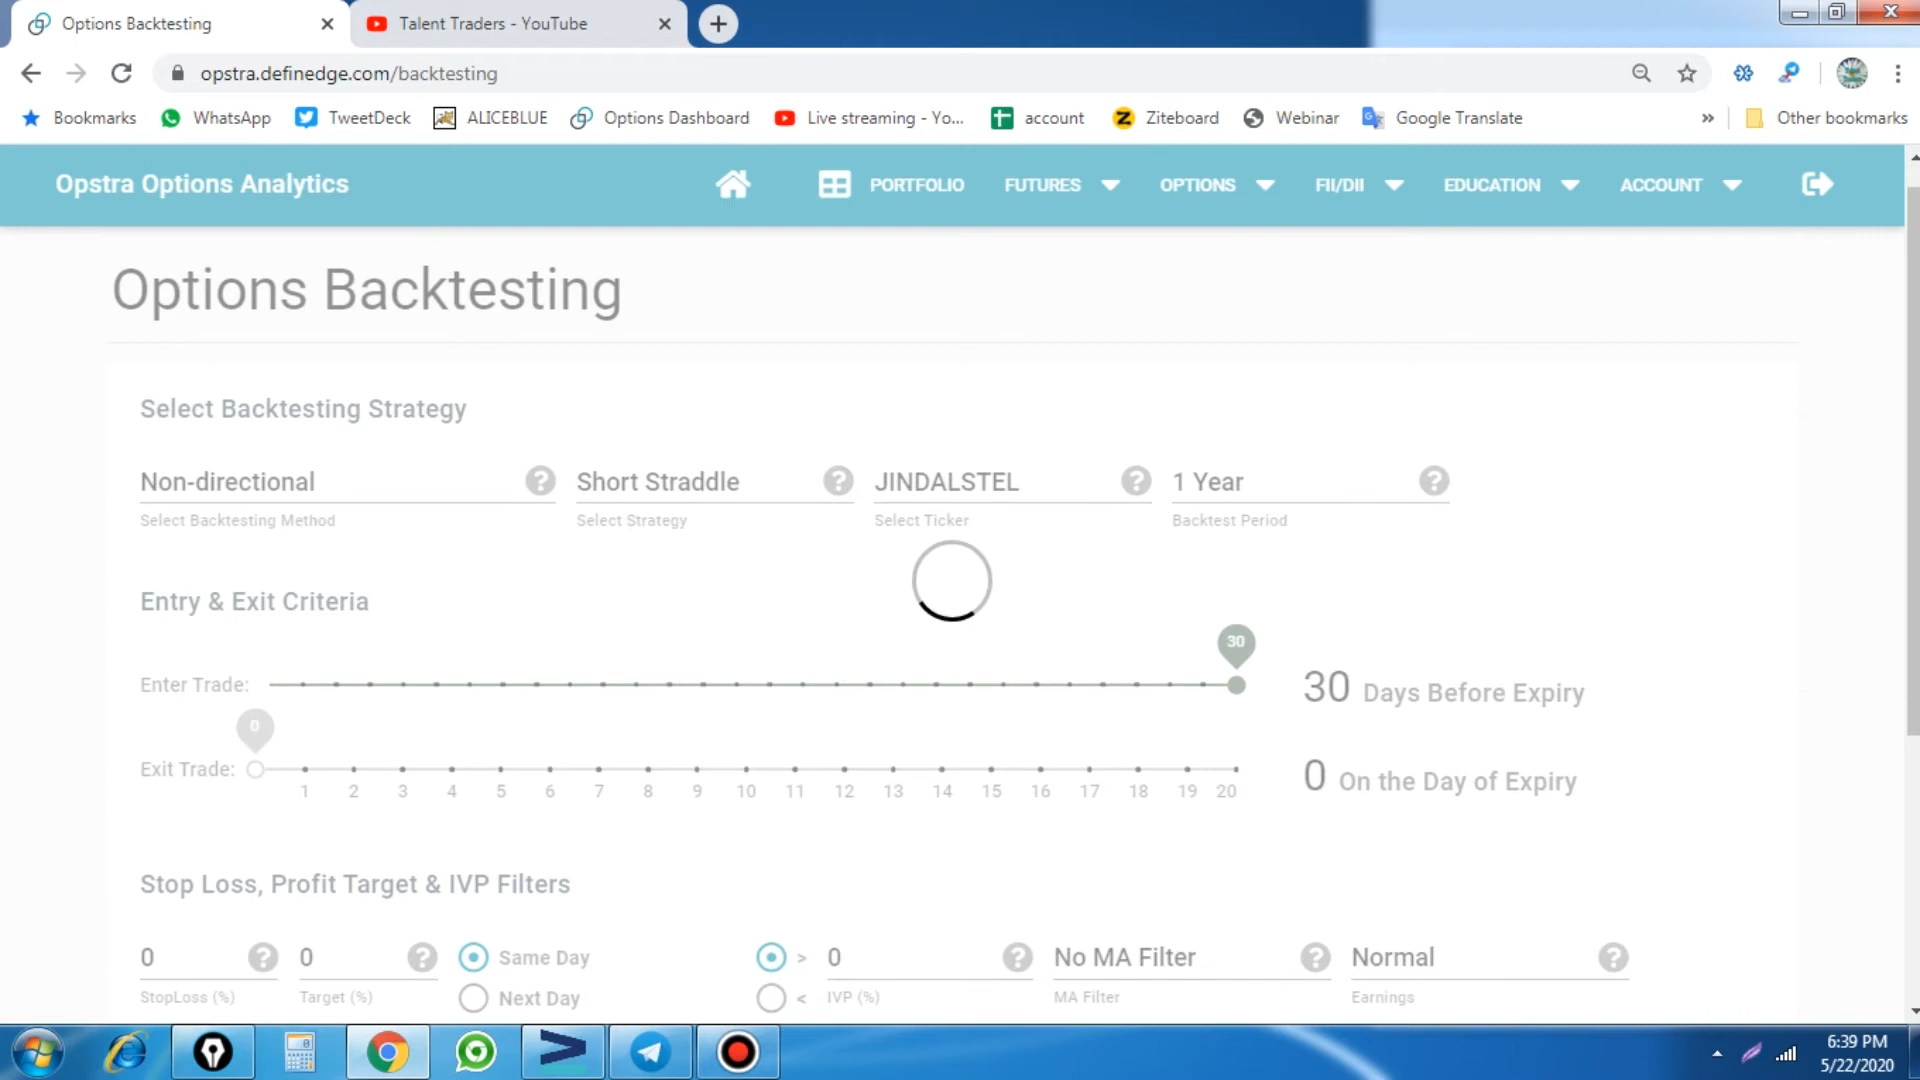 Options Backtesting
Talent Traders - YouTube
opstra.definedge.com/backtesting
Bookmarks
WhatsApp
TweetDeck
ALICEBLUE
Options Dashboard
Live streaming - Yo...
account
Ziteboard
Webinar
Google Translate
»
Other bookmarks
Opstra Options Analytics
PORTFOLIO
FUTURES
OPTIONS
FII/DII
EDUCATION
ACCOUNT
Options Backtesting
Select Backtesting Strategy
Non-directional
Short Straddle
JINDALSTEL
1 Year
Select Backtesting Method
Select Strategy
Select Ticker
Backtest Period
Entry & Exit Criteria
30
Enter Trade:
30 Days Before Expiry
0
Exit Trade:
1 2 3 4 5 6 7 8 9 10 11 12 13 14 15 16 17 18 19 20
0 On the Day of Expiry
Stop Loss, Profit Target & IVP Filters
0
0
Same Day
> 0
No MA Filter
Normal
StopLoss (%)
Target (%)
Next Day
< IVP (%)
MA Filter
Earnings
6:39 PM
5/22/2020